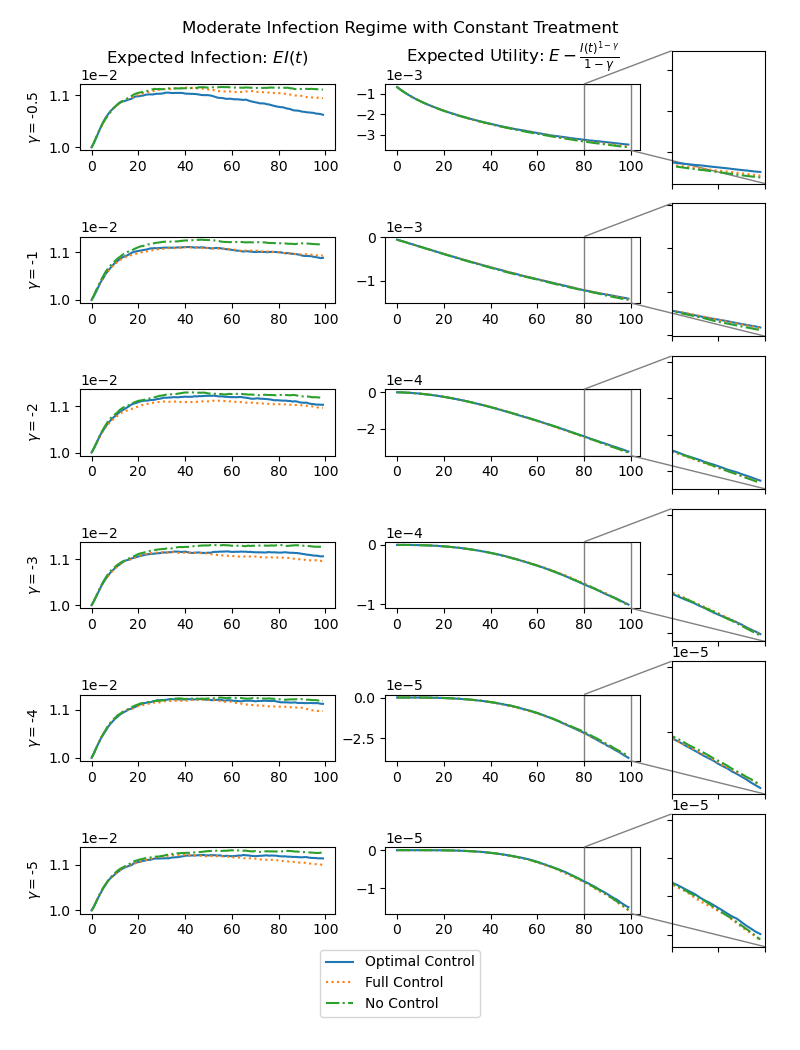 Moderate Infection Regime with Constant Treatment
Expected Infection: EI(t)
Expected Utility: E − I(t)^{1−γ} / 1−γ
γ = -0.5
1e−2
1.1
1.0
0 20 40 60 80 100
1e−3
−1
−2
−3
0 20 40 60 80 100
γ = -1
1e−2
1.1
1.0
0 20 40 60 80 100
1e−3
0
−1
0 20 40 60 80 100
γ = -2
1e−2
1.1
1.0
0 20 40 60 80 100
1e−4
0
−2
0 20 40 60 80 100
γ = -3
1e−2
1.1
1.0
0 20 40 60 80 100
1e−4
0
−1
0 20 40 60 80 100
γ = -4
1e−2
1.1
1.0
0 20 40 60 80 100
1e−5
0.0
−2.5
0 20 40 60 80 100
1e−5
γ = -5
1e−2
1.1
1.0
0 20 40 60 80 100
1e−5
0
−1
0 20 40 60 80 100
1e−5
Optimal Control
Full Control
No Control